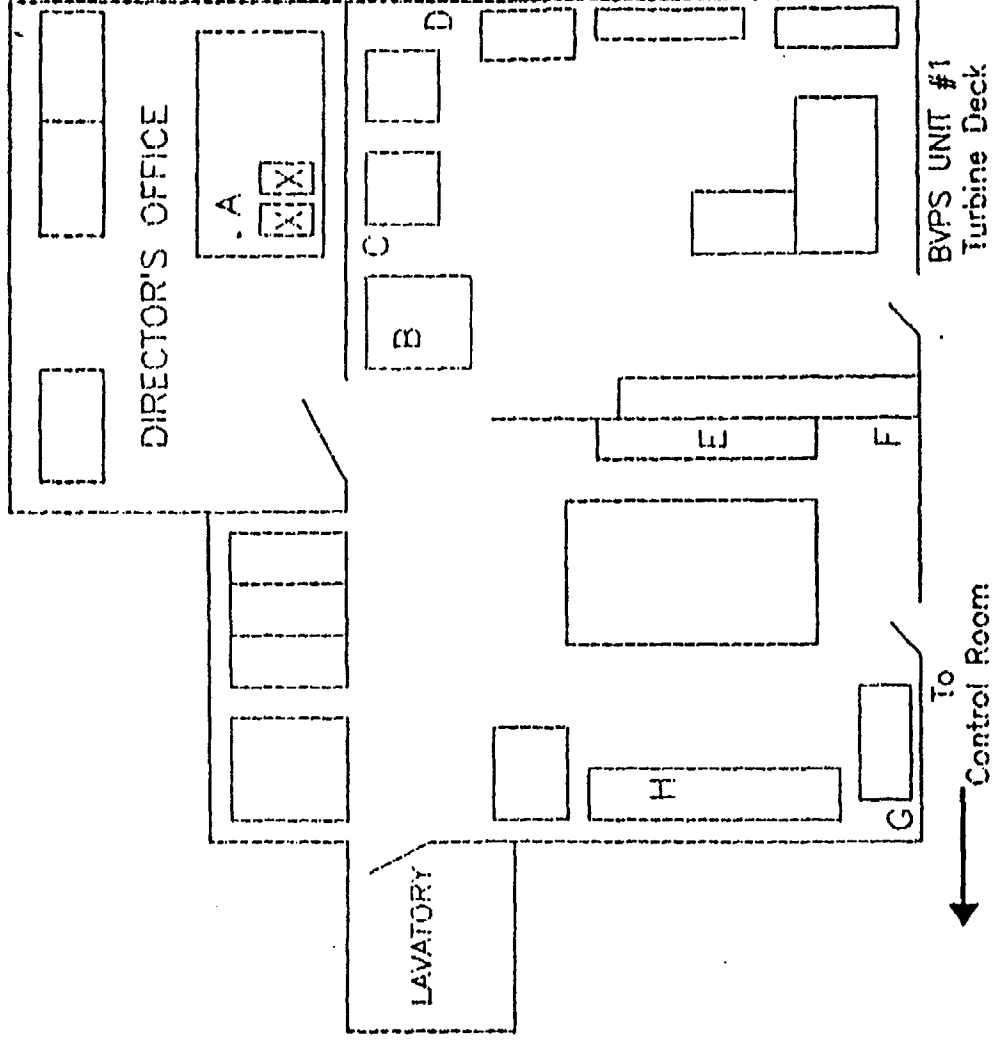 DIRECTOR'S OFFICE
A
X
X
B
C
D
E
F
G
H
LAVATORY
BVPS UNIT #1
Turbine Deck
To
Control Room